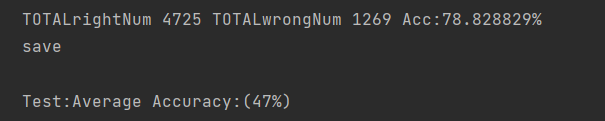 TOTALrightNum 4725 TOTALwrongNum 1269 Acc:78.828829%
save
Test:Average Accuracy:(47%)